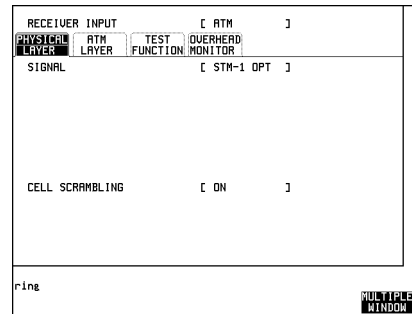 RECEIVER INPUT [ ATM ]
PHYSICAL LAYER ATM LAYER TEST FUNCTION OVERHEAD MONITOR
SIGNAL [ STM-1 OPT ]
CELL SCRAMBLING [ ON ]
ring
MULTIPLE
WINDOW